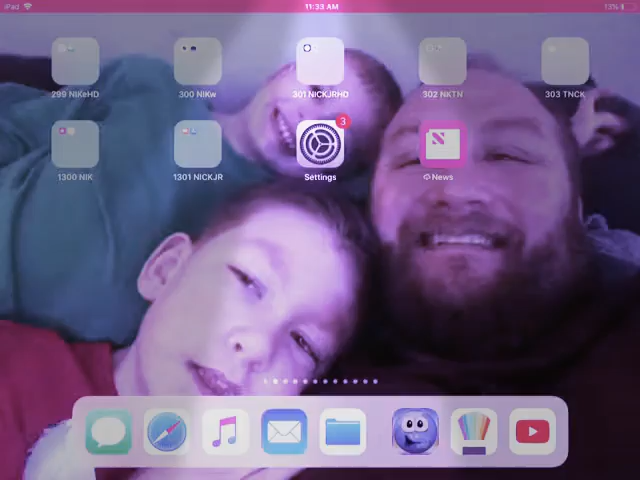 iPad 11:33 AM 13%
299 NIKeHD 300 NIKw 301 NICKJRHD 302 NKTN 303 TNCK
3
1300 NIK 1301 NICKJR Settings News